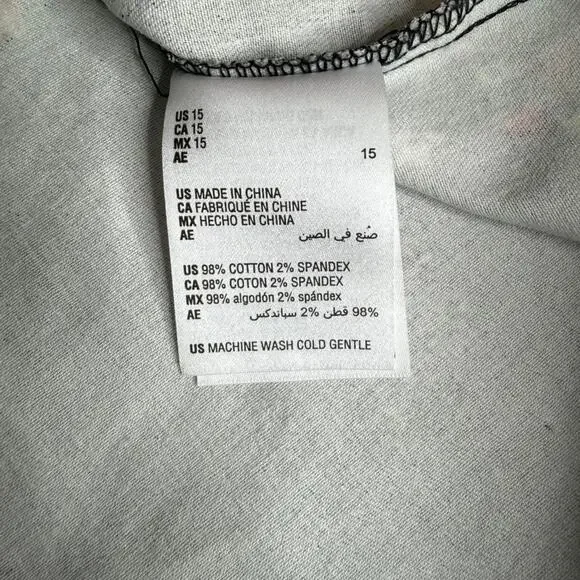 US 15
CA 15
MX 15
AE 15
US MADE IN CHINA
CA FABRIQUÉ EN CHINE
MX HECHO EN CHINA
AE صُنع في الصين
US 98% COTTON 2% SPANDEX
CA 98% COTON 2% SPANDEX
MX 98% algodón 2% spándex
AE 98% قطن 2% سباندكس
US MACHINE WASH COLD GENTLE